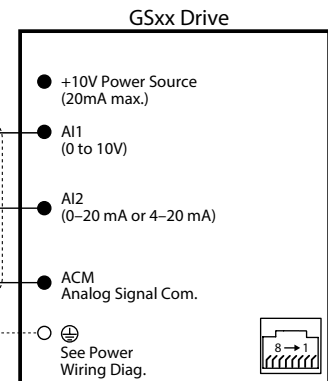 GSxx Drive
+10V Power Source
(20mA max.)
AI1
(0 to 10V)
AI2
(0–20 mA or 4–20 mA)
ACM
Analog Signal Com.
See Power
Wiring Diag.
8→1